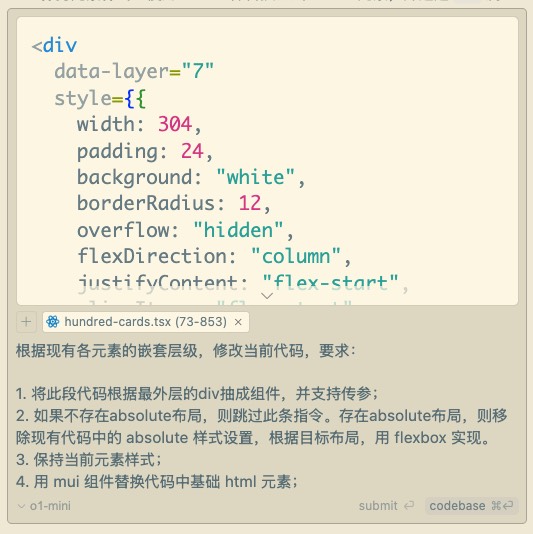 <div
data-layer="7"
style={{
width: 304,
padding: 24,
background: "white",
borderRadius: 12,
overflow: "hidden",
flexDirection: "column",
justifyContent: "flex-start",
hundred-cards.tsx (73-853) ×
根据现有各元素的嵌套层级，修改当前代码，要求：
1. 将此段代码根据最外层的div抽成组件，并支持传参；
2. 如果不存在absolute布局，则跳过此条指令。存在absolute布局，则移
除现有代码中的 absolute 样式设置，根据目标布局，用 flexbox 实现。
3. 保持当前元素样式；
4. 用 mui 组件替换代码中基础 html 元素；
o1-mini submit ⏎ codebase ⌘⏎